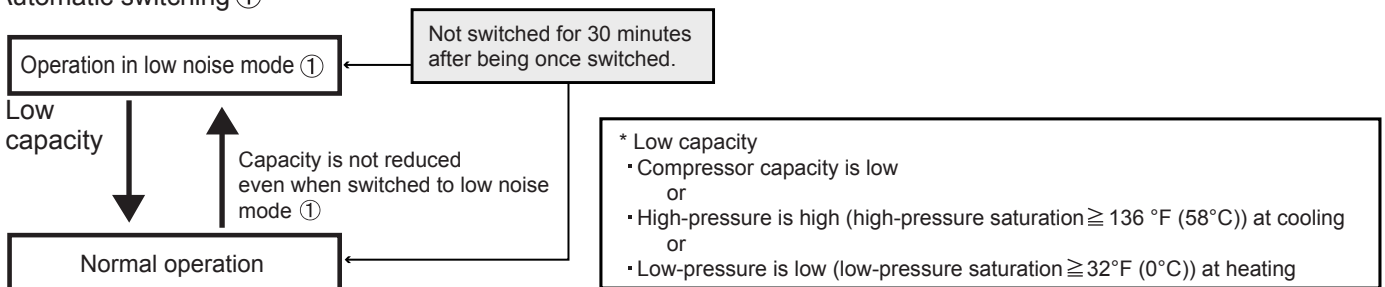 Automatic switching ①
Not switched for 30 minutes
after being once switched.
Operation in low noise mode ①
Low
capacity
Capacity is not reduced
even when switched to low noise
mode ①
Normal operation
* Low capacity
▪ Compressor capacity is low
or
▪ High-pressure is high (high-pressure saturation≧ 136 °F (58°C)) at cooling
or
▪ Low-pressure is low (low-pressure saturation≧32°F (0°C)) at heating